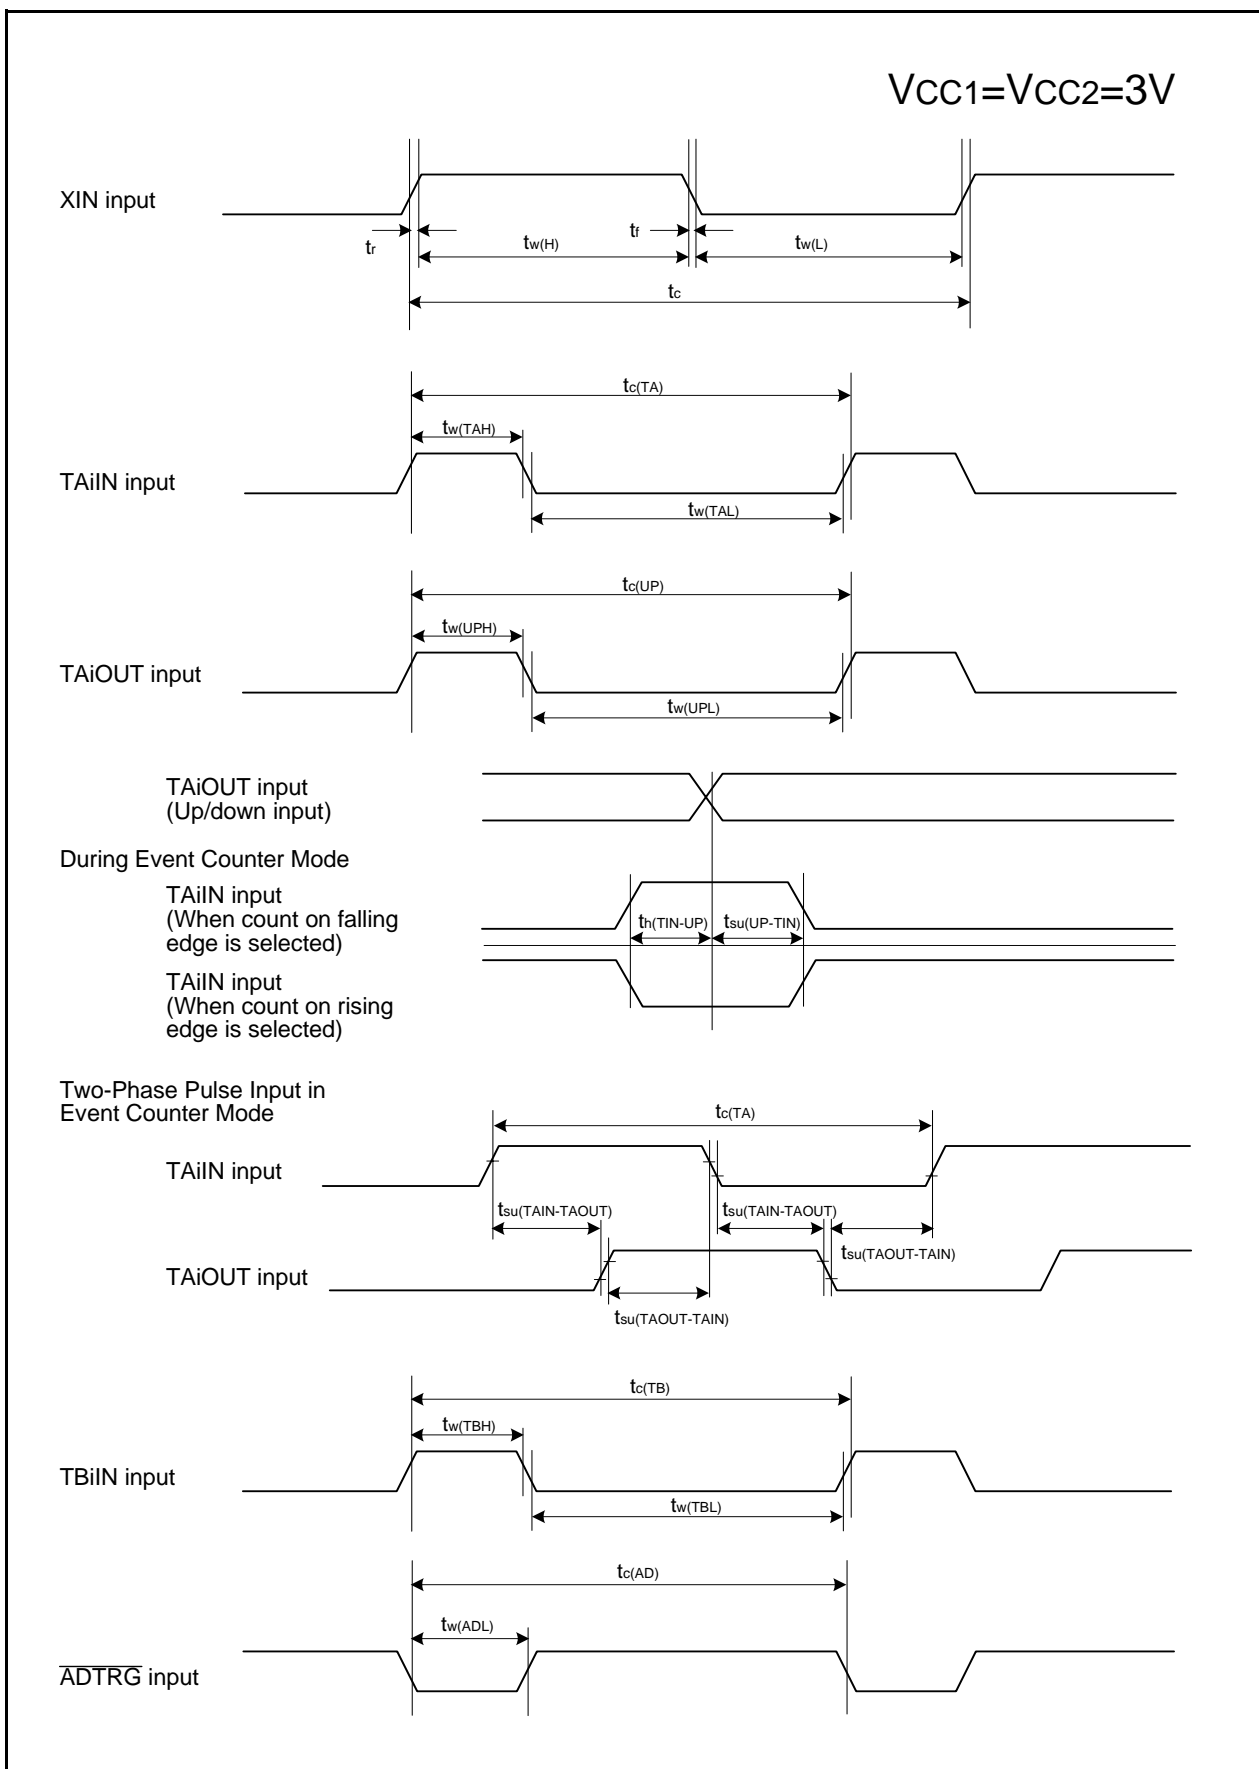 VCC1=VCC2=3V
XIN input
tr
tw(H)
tf
tw(L)
tc
tc(TA)
tw(TAH)
TAiIN input
tw(TAL)
tc(UP)
tw(UPH)
TAiOUT input
tw(UPL)
TAiOUT input
(Up/down input)
During Event Counter Mode
TAiIN input
(When count on falling
edge is selected)
th(TIN-UP)
tsu(UP-TIN)
TAiIN input
(When count on rising
edge is selected)
Two-Phase Pulse Input in
Event Counter Mode
tc(TA)
TAiIN input
tsu(TAIN-TAOUT)
tsu(TAIN-TAOUT)
tsu(TAOUT-TAIN)
TAiOUT input
tsu(TAOUT-TAIN)
tc(TB)
tw(TBH)
TBiIN input
tw(TBL)
tc(AD)
tw(ADL)
ADTRG input